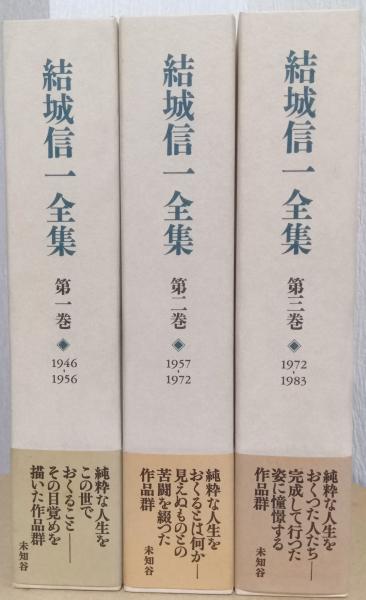 結城信一全集
第一巻
1946
-
1956
純粋な人生を
この世で
おくること――
その目覚めを
描いた作品群
未知谷
結城信一全集
第二巻
1957
-
1972
純粋な人生を
おくるとは何か――
見えぬものとの
苦闘を綴つた
作品群
未知谷
結城信一全集
第三巻
1972
-
1983
純粋な人生を
おくつた人たち――
完成して行つた
姿に憧憬する
作品群
未知谷